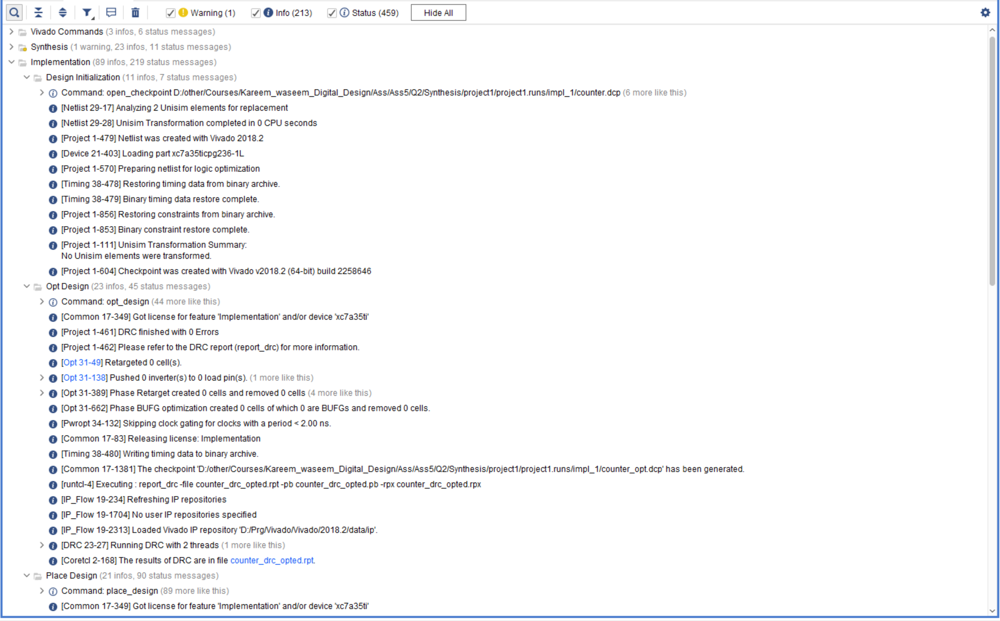 Warning (1) Info (213) Status (459) Hide All
Vivado Commands (3 infos, 6 status messages)
Synthesis (1 warning, 23 infos, 11 status messages)
Implementation (89 infos, 219 status messages)
Design Initialization (11 infos, 7 status messages)
Command: open_checkpoint D:/other/Courses/Kareem_waseem_Digital_Design/Ass/Ass5/Q2/Synthesis/project1/project1.runs/impl_1/counter.dcp (6 more like this)
[Netlist 29-17] Analyzing 2 Unisim elements for replacement
[Netlist 29-28] Unisim Transformation completed in 0 CPU seconds
[Project 1-479] Netlist was created with Vivado 2018.2
[Device 21-403] Loading part xc7a35ticpg236-1L
[Project 1-570] Preparing netlist for logic optimization
[Timing 38-478] Restoring timing data from binary archive.
[Timing 38-479] Binary timing data restore complete.
[Project 1-856] Restoring constraints from binary archive.
[Project 1-853] Binary constraint restore complete.
[Project 1-111] Unisim Transformation Summary:
No Unisim elements were transformed.
[Project 1-604] Checkpoint was created with Vivado v2018.2 (64-bit) build 2258646
Opt Design (23 infos, 45 status messages)
Command: opt_design (44 more like this)
[Common 17-349] Got license for feature 'Implementation' and/or device 'xc7a35ti'
[Project 1-461] DRC finished with 0 Errors
[Project 1-462] Please refer to the DRC report (report_drc) for more information.
[Opt 31-49] Retargeted 0 cell(s).
[Opt 31-138] Pushed 0 inverter(s) to 0 load pin(s). (1 more like this)
[Opt 31-389] Phase Retarget created 0 cells and removed 0 cells (4 more like this)
[Opt 31-662] Phase BUFG optimization created 0 cells of which 0 are BUFGs and removed 0 cells.
[Pwropt 34-132] Skipping clock gating for clocks with a period < 2.00 ns.
[Common 17-83] Releasing license: Implementation
[Timing 38-480] Writing timing data to binary archive.
[Common 17-1381] The checkpoint 'D:/other/Courses/Kareem_waseem_Digital_Design/Ass/Ass5/Q2/Synthesis/project1/project1.runs/impl_1/counter_opt.dcp' has been generated.
[runtcl-4] Executing : report_drc -file counter_drc_opted.rpt -pb counter_drc_opted.pb -rpx counter_drc_opted.rpx
[IP_Flow 19-234] Refreshing IP repositories
[IP_Flow 19-1704] No user IP repositories specified
[IP_Flow 19-2313] Loaded Vivado IP repository 'D:/Prg/Vivado/Vivado/2018.2/data/ip'.
[DRC 23-27] Running DRC with 2 threads (1 more like this)
[Coretcl 2-168] The results of DRC are in file counter_drc_opted.rpt.
Place Design (21 infos, 90 status messages)
Command: place_design (89 more like this)
[Common 17-349] Got license for feature 'Implementation' and/or device 'xc7a35ti'